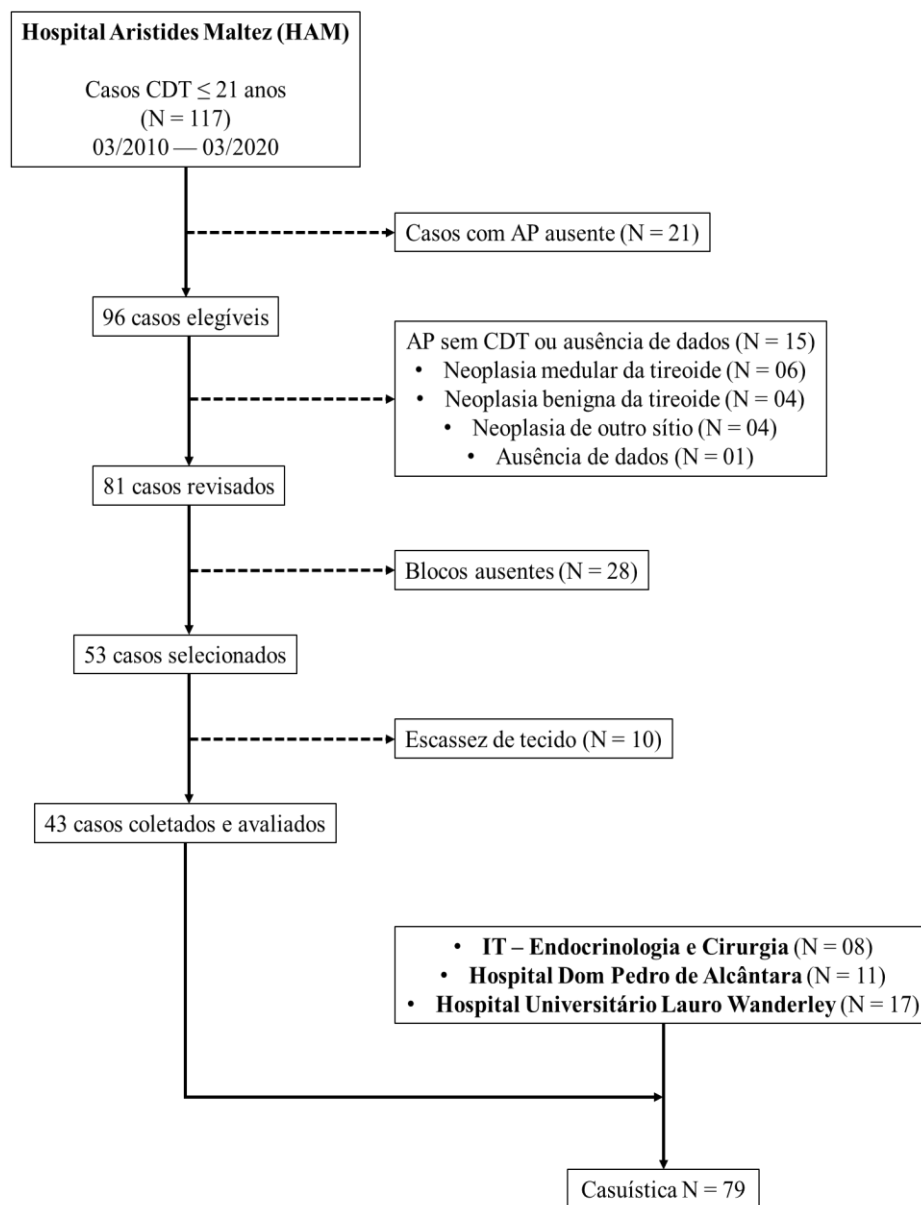 Hospital Aristides Maltez (HAM)
Casos CDT ≤ 21 anos
(N = 117)
03/2010 — 03/2020
Casos com AP ausente (N = 21)
96 casos elegíveis
AP sem CDT ou ausência de dados (N = 15)
• Neoplasia medular da tireoide (N = 06)
• Neoplasia benigna da tireoide (N = 04)
• Neoplasia de outro sítio (N = 04)
• Ausência de dados (N = 01)
81 casos revisados
Blocos ausentes (N = 28)
53 casos selecionados
Escassez de tecido (N = 10)
43 casos coletados e avaliados
• IT – Endocrinologia e Cirurgia (N = 08)
• Hospital Dom Pedro de Alcântara (N = 11)
• Hospital Universitário Lauro Wanderley (N = 17)
Casuística N = 79